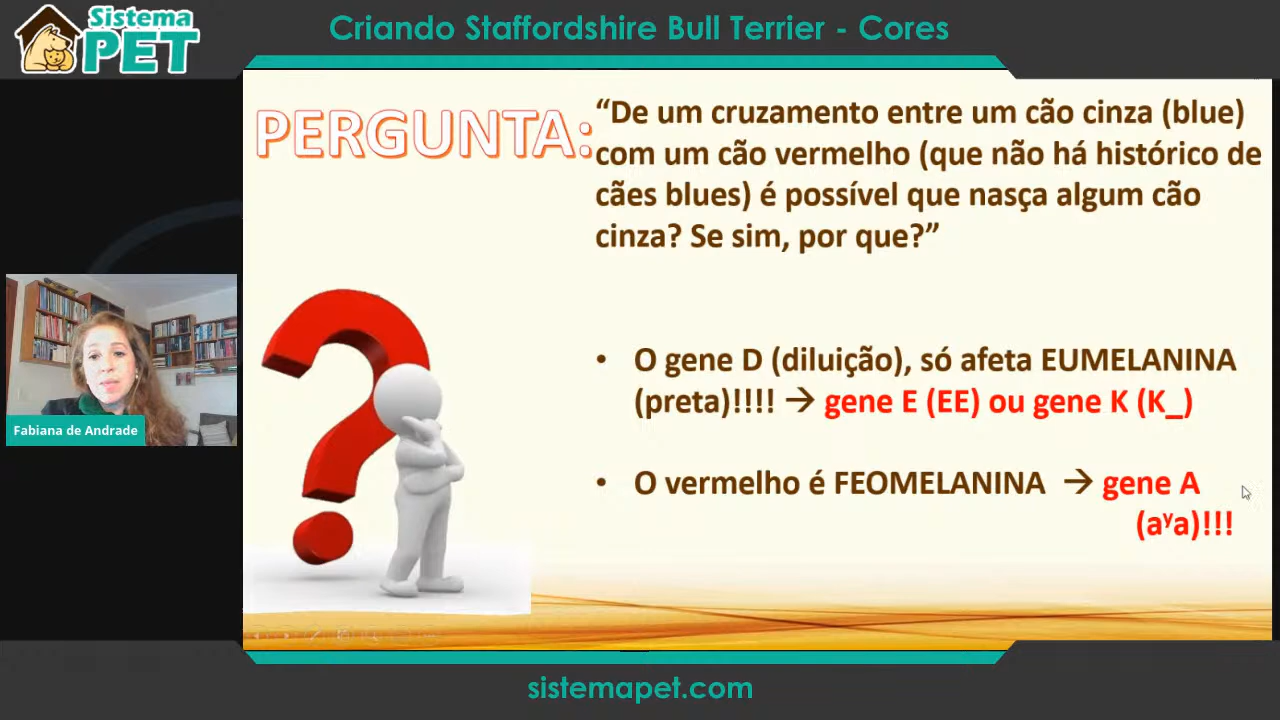 Sistema
PET
Criando Staffordshire Bull Terrier - Cores
PERGUNTA:
“De um cruzamento entre um cão cinza (blue)
com um cão vermelho (que não há histórico de
cães blues) é possível que nasça algum cão
cinza? Se sim, por que?”
• O gene D (diluição), só afeta EUMELANINA
(preta)!!!! → gene E (EE) ou gene K (K_)
• O vermelho é FEOMELANINA → gene A
(aʸa)!!!
Fabiana de Andrade
sistemapet.com